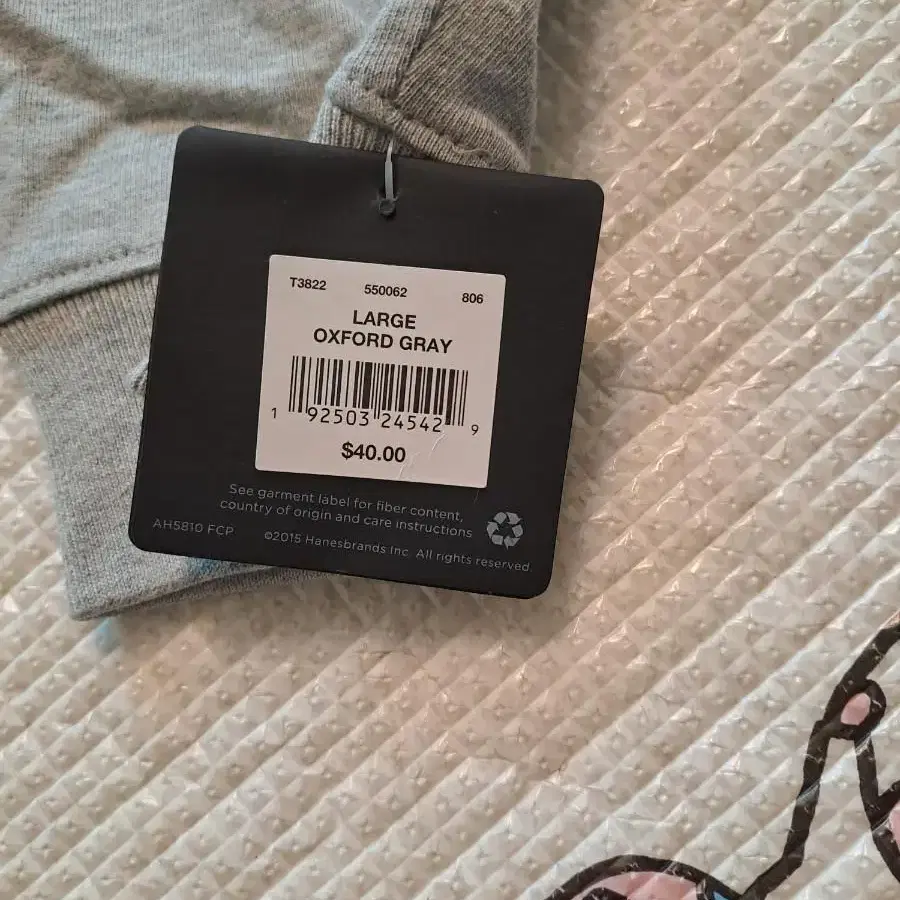 T3822 550062 806
LARGE
OXFORD GRAY
1 92503 24542 9
$40.00
See garment label for fiber content,
country of origin and care instructions
AH5810 FCP
©2015 Hanesbrands Inc. All rights reserved